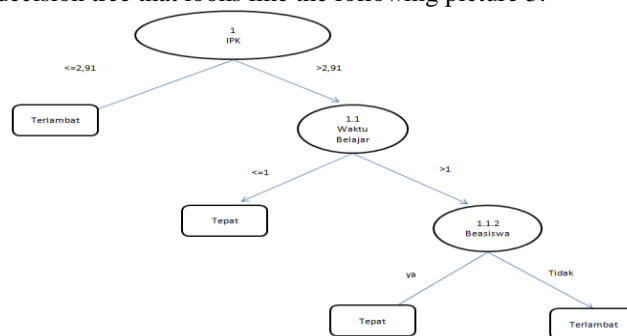 decision tree that looks like the following picture 3.
1
IPK
<=2,91
>2,91
Terlambat
1.1
Waktu
Belajar
<=1
>1
Tepat
1.1.2
Beasiswa
ya
Tidak
Tepat
Terlambat